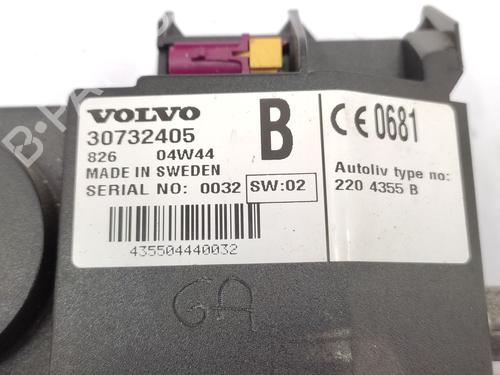 VOLVO
30732405
826 04W44
MADE IN SWEDEN
SERIAL NO: 0032 SW:02
435504440032
B
CE 0681
Autoliv type no:
220 4355 B
GA